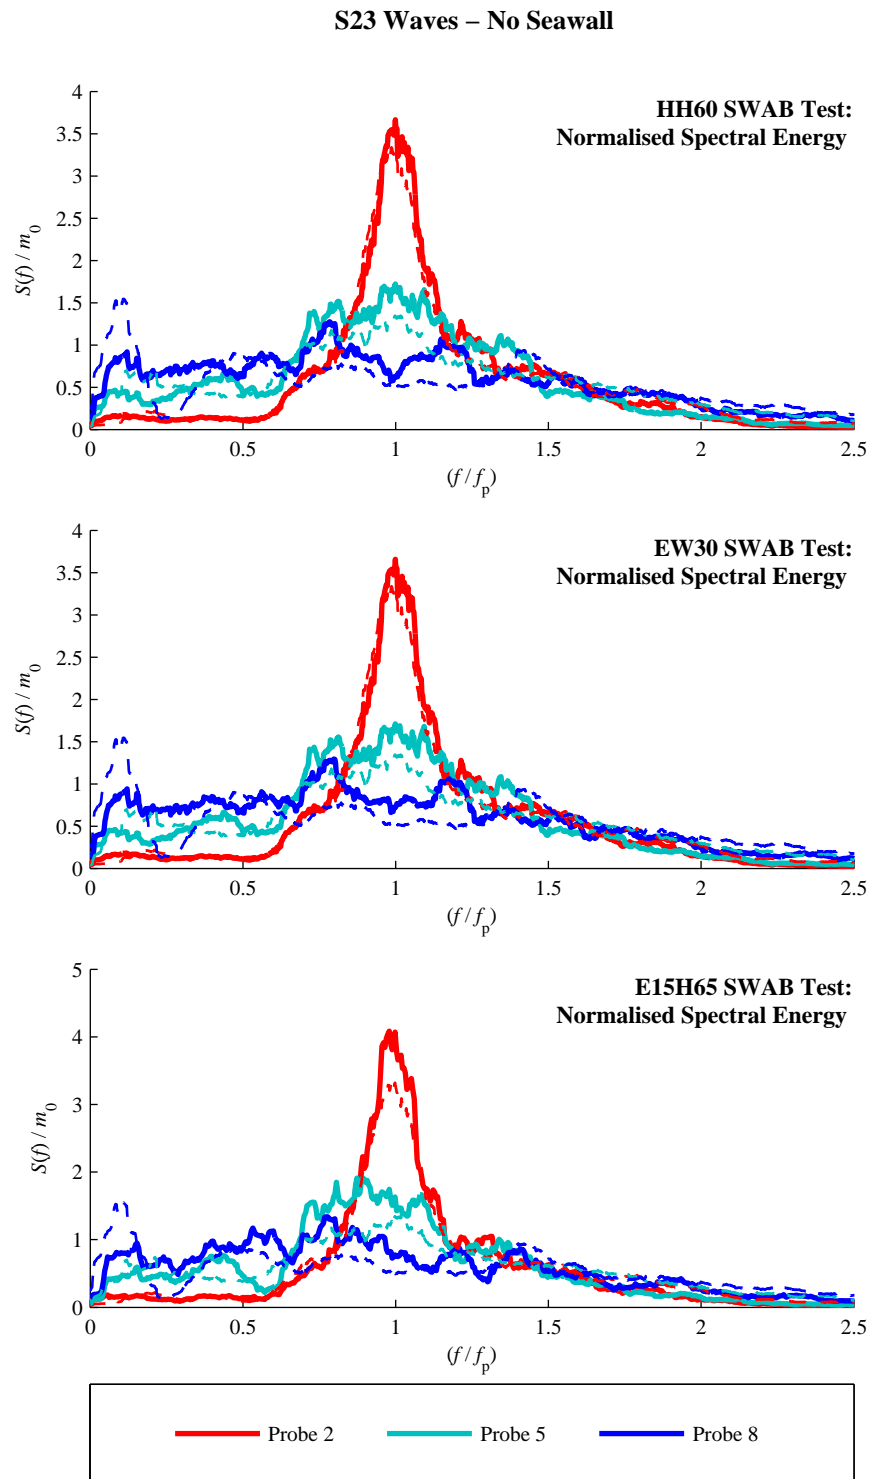 S23 Waves – No Seawall
HH60 SWAB Test:
Normalised Spectral Energy
4
3.5
3
2.5
2
1.5
1
0.5
0
S(f) / m0
0
0.5
1
1.5
2
2.5
(f / fp)
EW30 SWAB Test:
Normalised Spectral Energy
4
3.5
3
2.5
2
1.5
1
0.5
0
S(f) / m0
0
0.5
1
1.5
2
2.5
(f / fp)
E15H65 SWAB Test:
Normalised Spectral Energy
5
4
3
2
1
0
S(f) / m0
0
0.5
1
1.5
2
2.5
(f / fp)
Probe 2
Probe 5
Probe 8